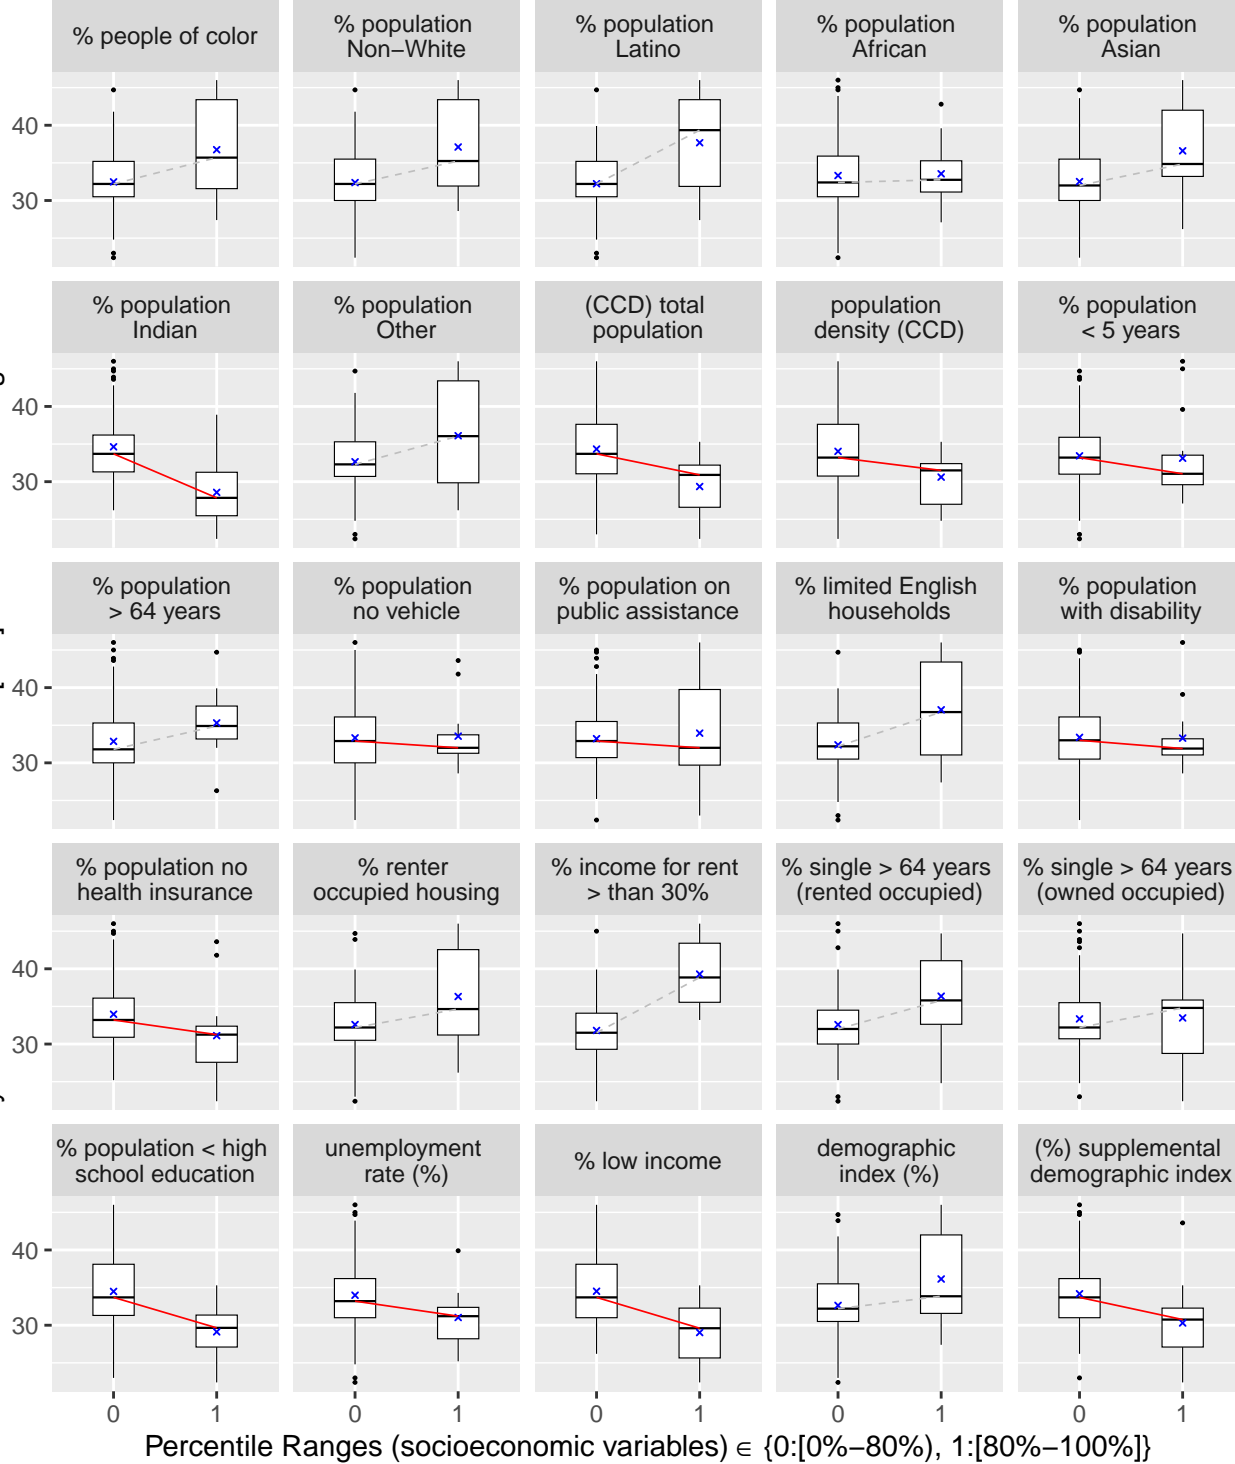 % people of color
% population
Non−White
% population
Latino
% population
African
% population
Asian
40
30
% population
Indian
% population
Other
(CCD) total
population
population
density (CCD)
% population
< 5 years
40
30
% population
> 64 years
% population
no vehicle
% population on
public assistance
% limited English
households
% population
with disability
40
30
% population no
health insurance
% renter
occupied housing
% income for rent
> than 30%
% single > 64 years
(rented occupied)
% single > 64 years
(owned occupied)
40
30
% population < high
school education
unemployment
rate (%)
% low income
demographic
index (%)
(%) supplemental
demographic index
40
30
0 1 0 1 0 1 0 1 0 1
Percentile Ranges (socioeconomic variables) ∈ {0:[0%−80%), 1:[80%−100%]}